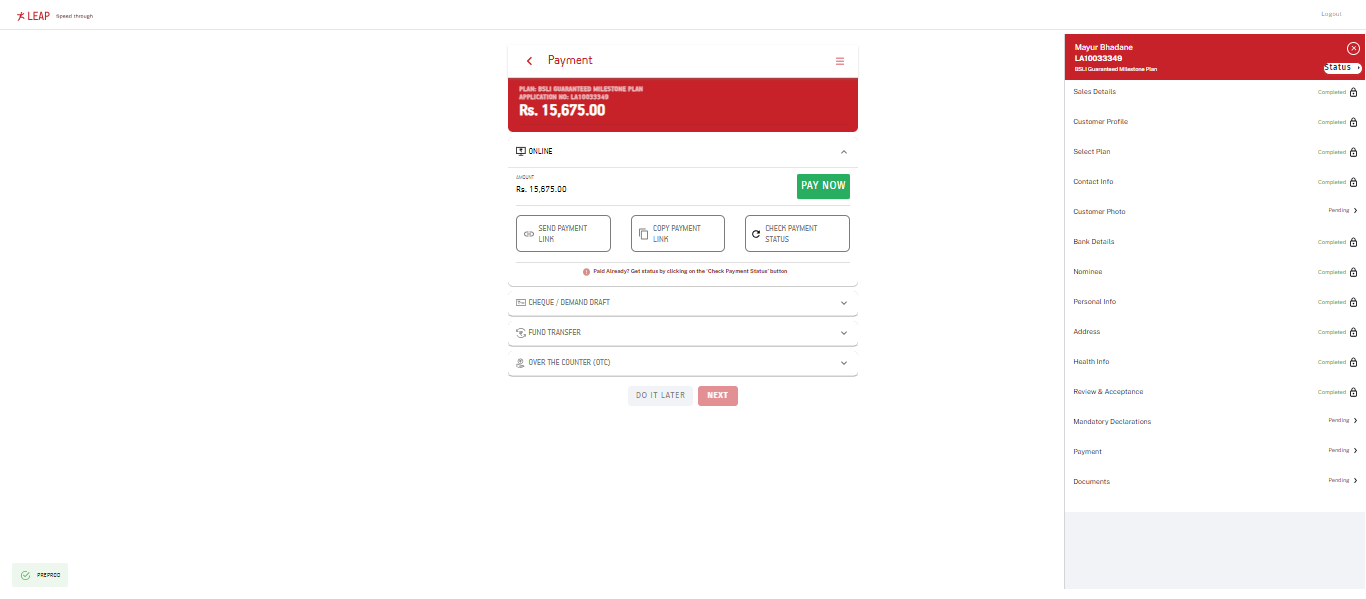 LEAP Speed through
Logout
Payment
PLAN: BSLI GUARANTEED MILESTONE PLAN
APPLICATION NO: LA10033349
Rs. 15,675.00
ONLINE
AMOUNT
Rs. 15,675.00
PAY NOW
SEND PAYMENT
LINK
COPY PAYMENT
LINK
CHECK PAYMENT
STATUS
Paid Already? Get status by clicking on the 'Check Payment Status' button
CHEQUE / DEMAND DRAFT
FUND TRANSFER
OVER THE COUNTER (OTC)
DO IT LATER
NEXT
Mayur Bhadane
LA10033349
BSLI Guaranteed Milestone Plan
Status
Sales Details Completed
Customer Profile Completed
Select Plan Completed
Contact Info Completed
Customer Photo Pending
Bank Details Completed
Nominee Completed
Personal Info Completed
Address Completed
Health Info Completed
Review & Acceptance Completed
Mandatory Declarations Pending
Payment Pending
Documents Pending
PREPROD